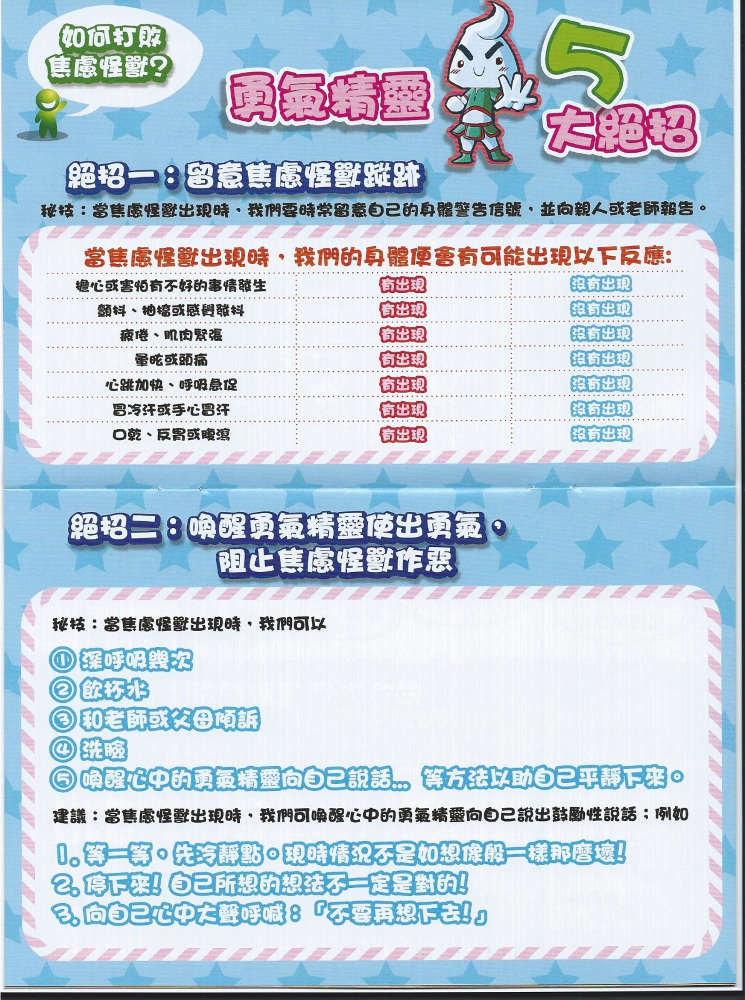 如何打敗
焦慮怪獸？
勇氣精靈
5
大絕招
絕招一：留意焦慮怪獸蹤跡
秘技：當焦慮怪獸出現時，我們要時常留意自己的身體警告信號，並向親人或老師報告。
當焦慮怪獸出現時，我們的身體便會有可能出現以下反應:
擔心或害怕有不好的事情發生 有出現 沒有出現
顫抖、抽搐或感覺發抖 有出現 沒有出現
疲倦、肌肉緊張 有出現 沒有出現
暈眩或頭痛 有出現 沒有出現
心跳加快、呼吸急促 有出現 沒有出現
冒冷汗或手心冒汗 有出現 沒有出現
口乾、反胃或腹瀉 有出現 沒有出現
絕招二：喚醒勇氣精靈使出勇氣，
阻止焦慮怪獸作惡
秘技：當焦慮怪獸出現時，我們可以
①深呼吸幾次
②飲杯水
③和老師或父母傾訴
④洗臉
⑤喚醒心中的勇氣精靈向自己說話... 等方法以助自己平靜下來。
建議：當焦慮怪獸出現時，我們可喚醒心中的勇氣精靈向自己說出鼓勵性說話；例如
1. 等一等，先冷靜點。現時情況不是如想像般一樣那麼壞!
2. 停下來! 自己所想的想法不一定是對的!
3. 向自己心中大聲呼喊：「不要再想下去!」